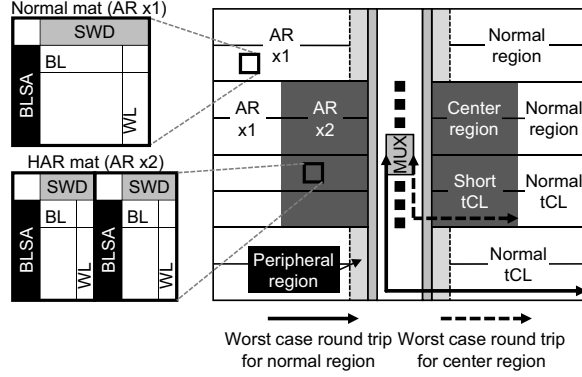 Normal mat (AR x1)
SWD
BL
BLSA
WL
HAR mat (AR x2)
SWD
SWD
BL
BL
BLSA
WL
BLSA
WL
AR
x1
Normal
region
AR
x1
AR
x2
Center
region
Normal
region
MUX
Short
tCL
Normal
tCL
Peripheral
region
Normal
tCL
Worst case round trip
for normal region
Worst case round trip
for center region